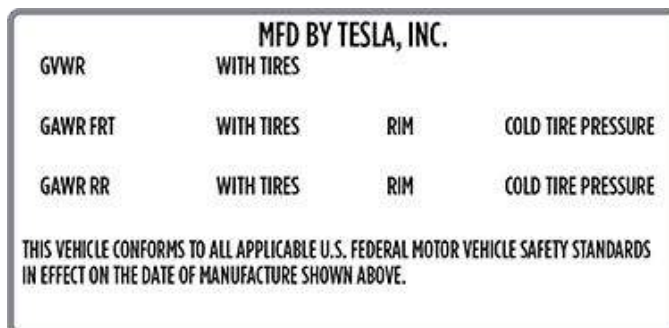 MFD BY TESLA, INC.
GVWR WITH TIRES
GAWR FRT WITH TIRES RIM COLD TIRE PRESSURE
GAWR RR WITH TIRES RIM COLD TIRE PRESSURE
THIS VEHICLE CONFORMS TO ALL APPLICABLE U.S. FEDERAL MOTOR VEHICLE SAFETY STANDARDS
IN EFFECT ON THE DATE OF MANUFACTURE SHOWN ABOVE.